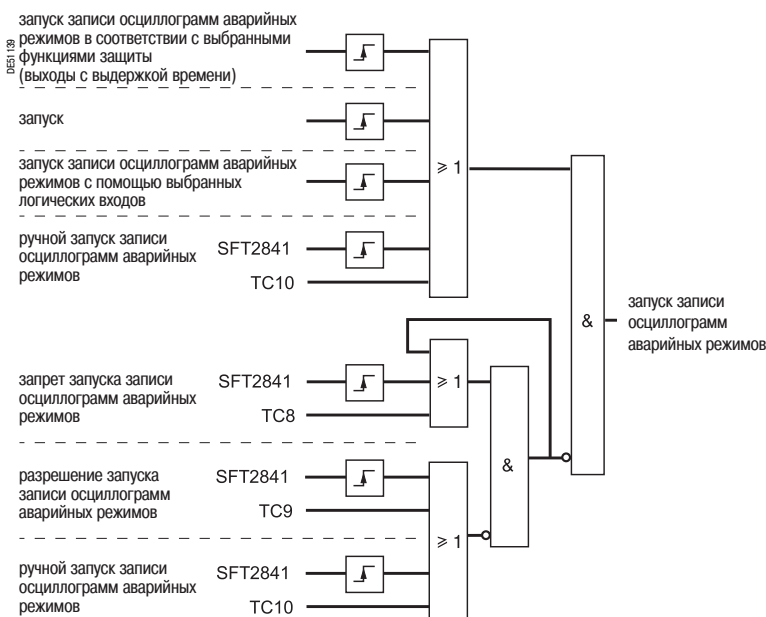 DE51139
запуск записи осциллограмм аварийных
режимов в соответствии с выбранными
функциями защиты
(выходы с выдержкой времени)
запуск
запуск записи осциллограмм аварийных
режимов с помощью выбранных
логических входов
ручной запуск записи
осциллограмм аварийных
режимов
SFT2841
TC10
⩾ 1
&
запуск записи
осциллограмм
аварийных режимов
запрет запуска записи
осциллограмм аварийных
режимов
SFT2841
TC8
⩾ 1
&
разрешение запуска
записи осциллограмм
аварийных режимов
SFT2841
TC9
⩾ 1
ручной запуск записи
осциллограмм аварийных
режимов
SFT2841
TC10